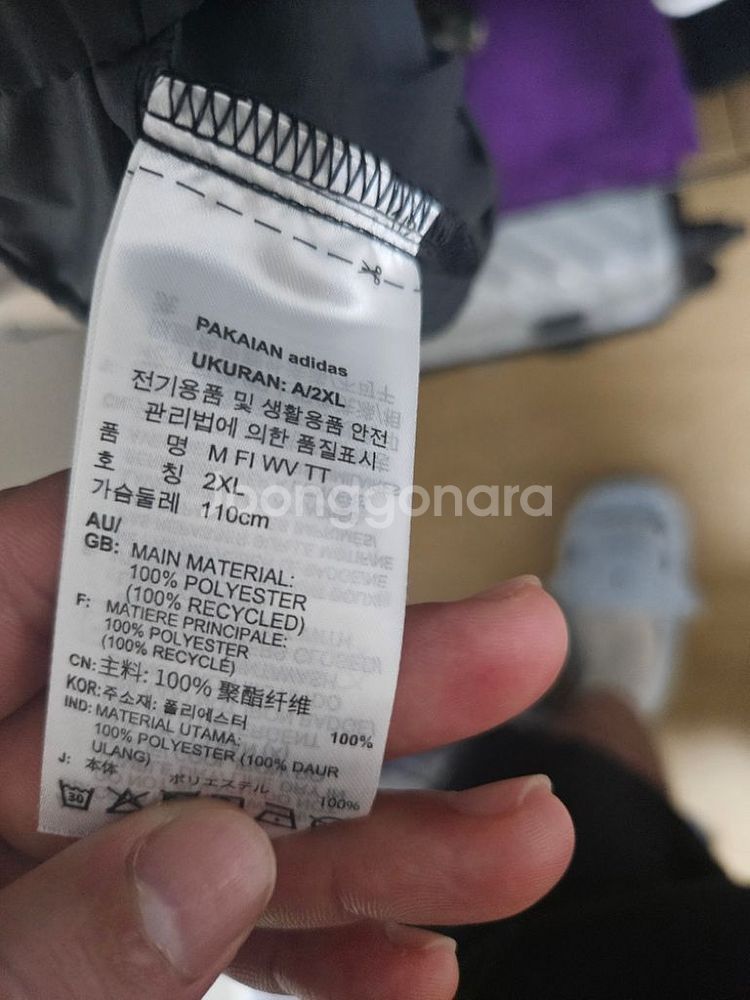 PAKAIAN adidas
UKURAN: A/2XL
전기용품 및 생활용품 안전
관리법에 의한 품질표시
품 명 M FI WV TT
호 칭 2XL
가슴둘레 110cm
joonggonara
AU/
GB: MAIN MATERIAL:
100% POLYESTER
(100% RECYCLED)
F: MATIERE PRINCIPALE:
100% POLYESTER
(100% RECYCLÉ)
CN: 主料: 100% 聚酯纤维
KOR: 주소재: 폴리에스터 100%
IND: MATERIAL UTAMA:
100% POLYESTER (100% DAUR
ULANG)
J: 本体 ポリエステル 100%
30